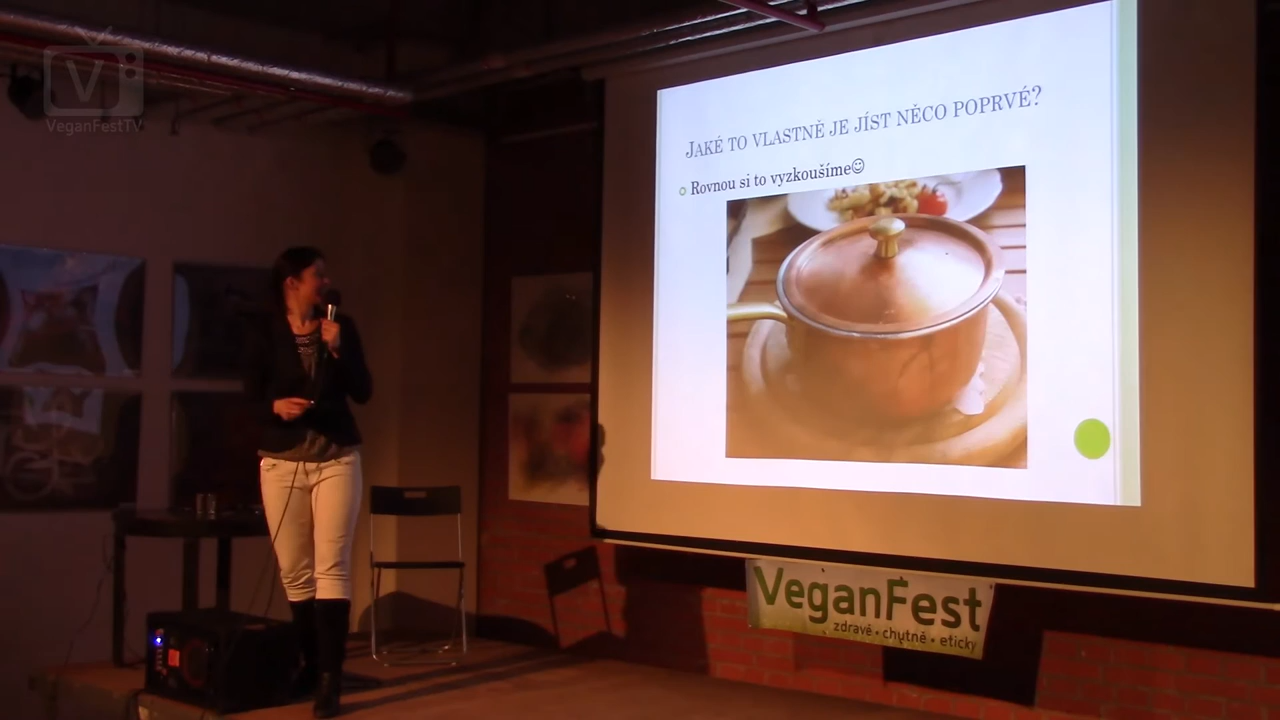 VeganFestTV
JAKÉ TO VLASTNĚ JE JÍST NĚCO POPRVÉ?
Rovnou si to vyzkoušíme☺
VeganFest
zdravě • chutně • eticky